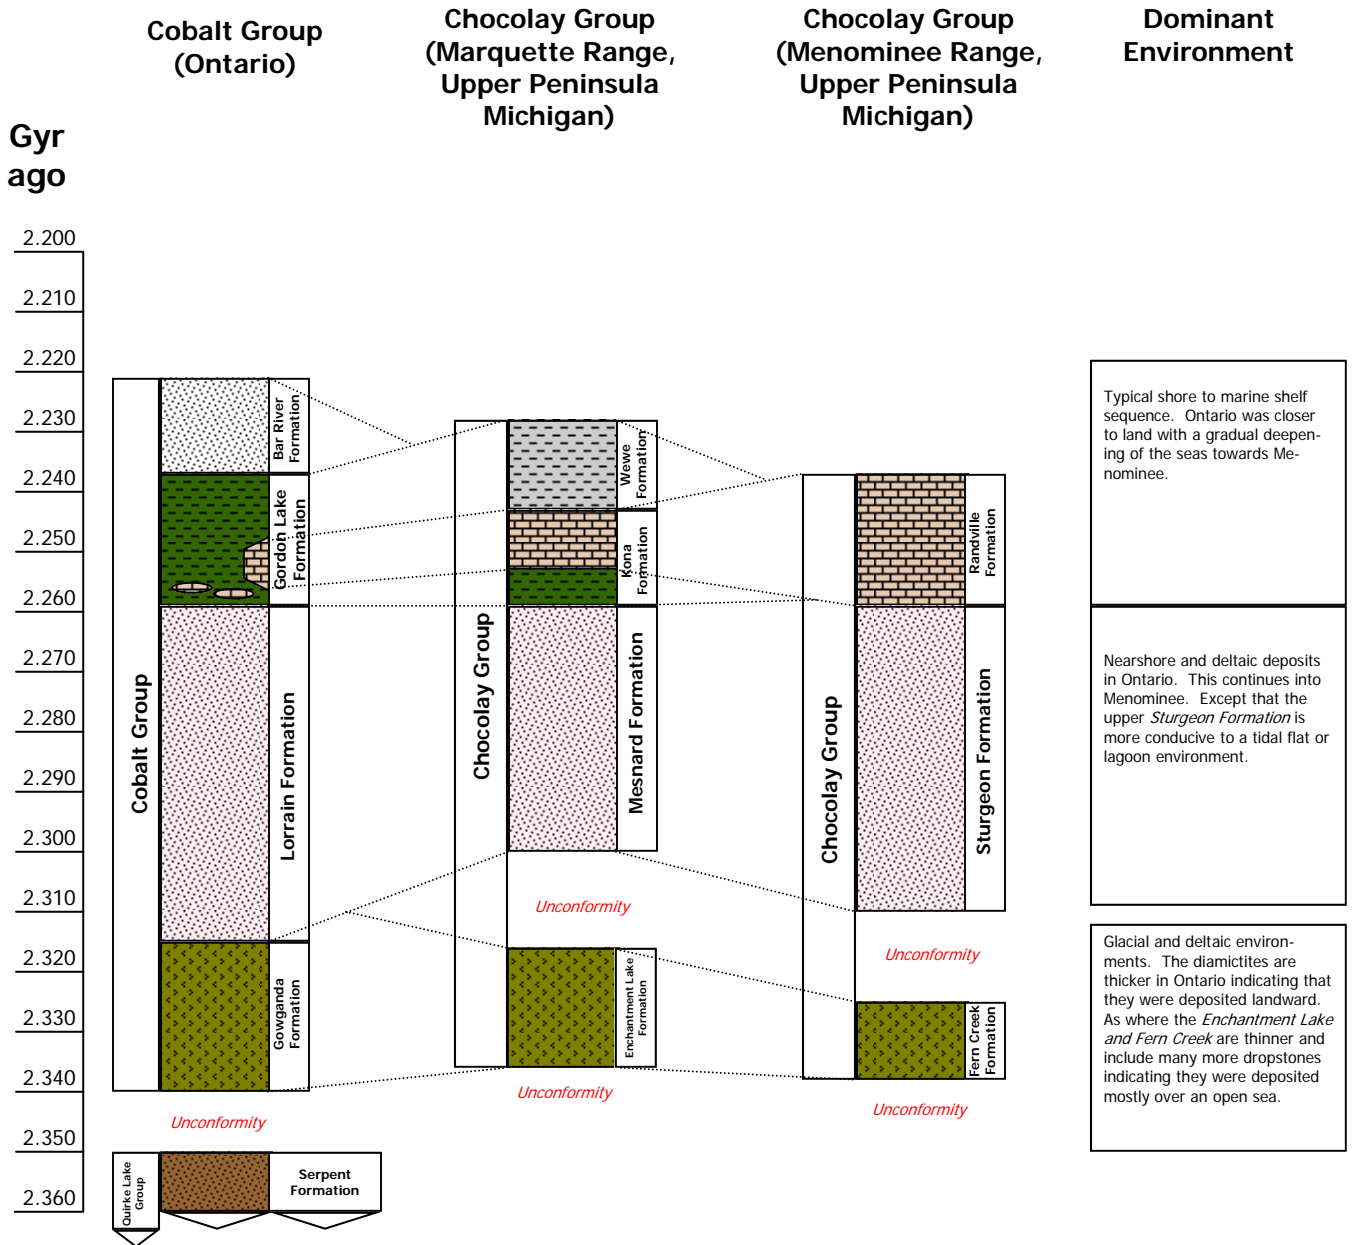 Cobalt Group
(Ontario)
Chocolay Group
(Marquette Range,
Upper Peninsula
Michigan)
Chocolay Group
(Menominee Range,
Upper Peninsula
Michigan)
Dominant
Environment
Gyr
ago
2.200
2.210
2.220
2.230
2.240
2.250
2.260
2.270
2.280
2.290
2.300
2.310
2.320
2.330
2.340
2.350
2.360
Cobalt Group
Bar River
Formation
Gordon Lake
Formation
Lorrain Formation
Gowganda
Formation
Unconformity
Quirke Lake
Group
Serpent
Formation
Chocolay Group
Wewe
Formation
Kona
Formation
Mesnard Formation
Unconformity
Enchantment Lake
Formation
Unconformity
Chocolay Group
Randville
Formation
Sturgeon Formation
Unconformity
Fern Creek
Formation
Unconformity
Typical shore to marine shelf
sequence. Ontario was closer
to land with a gradual deepen-
ing of the seas towards Me-
nominee.
Nearshore and deltaic deposits
in Ontario. This continues into
Menominee. Except that the
upper Sturgeon Formation is
more conducive to a tidal flat or
lagoon environment.
Glacial and deltaic environ-
ments. The diamictites are
thicker in Ontario indicating that
they were deposited landward.
As where the Enchantment Lake
and Fern Creek are thinner and
include many more dropstones
indicating they were deposited
mostly over an open sea.